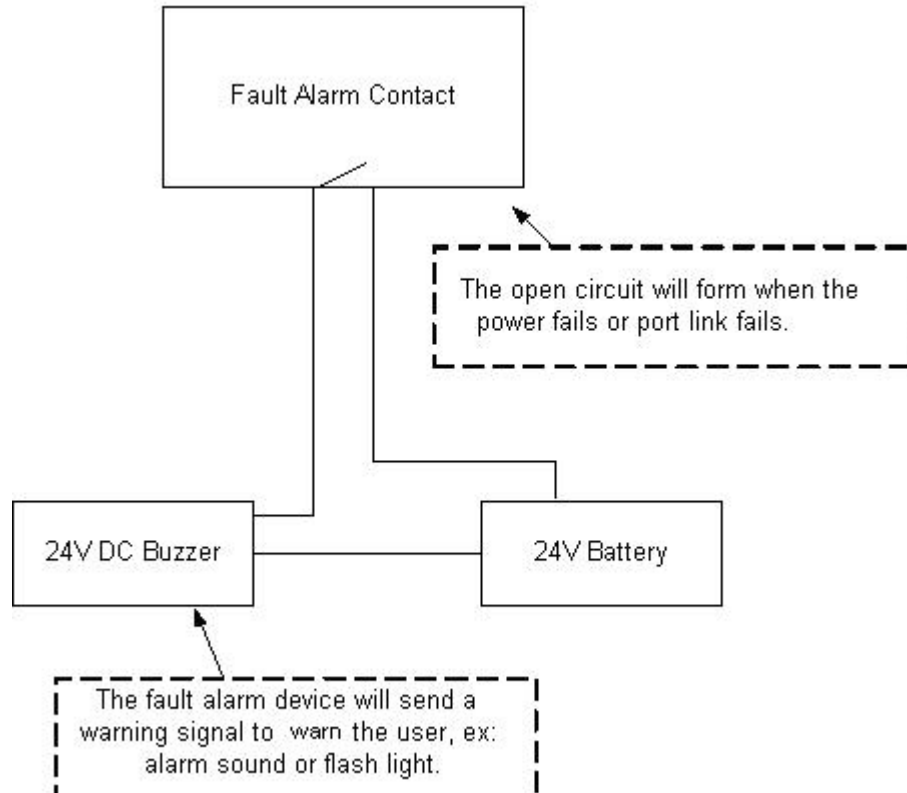 Fault Alarm Contact
The open circuit will form when the
power fails or port link fails.
24V DC Buzzer
24V Battery
The fault alarm device will send a
warning signal to warn the user, ex:
alarm sound or flash light.